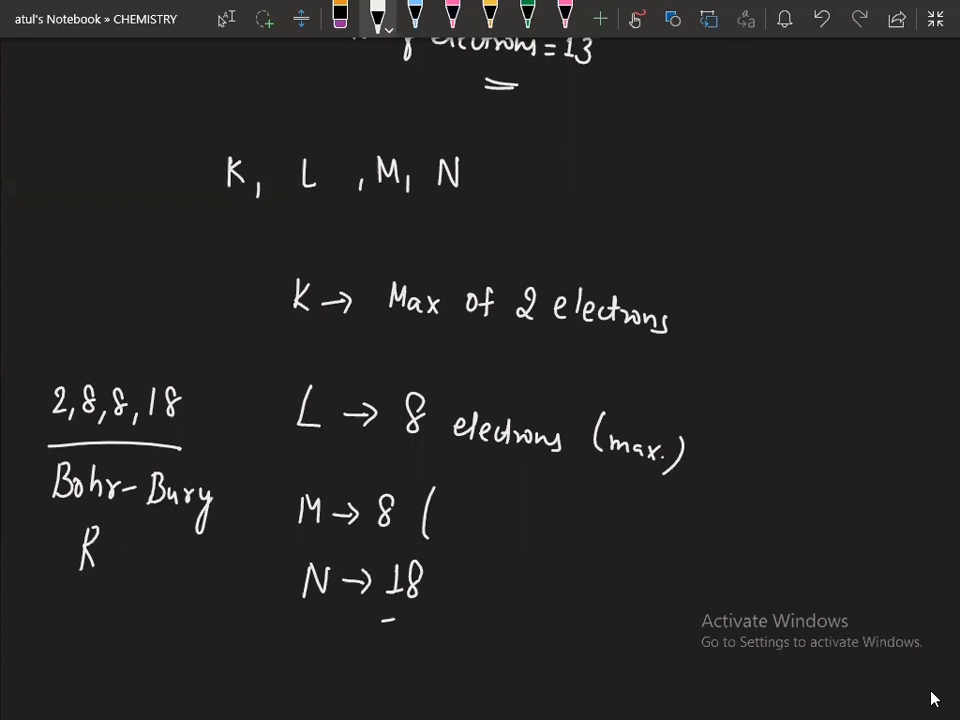 atul's Notebook » CHEMISTRY
electrons = 13
K, L , M, N
K → Max of 2 electrons
2,8,8,18
L → 8 electrons (max.)
Bohr-Bury
M → 8 (
R
N → 18
Activate Windows
Go to Settings to activate Windows.